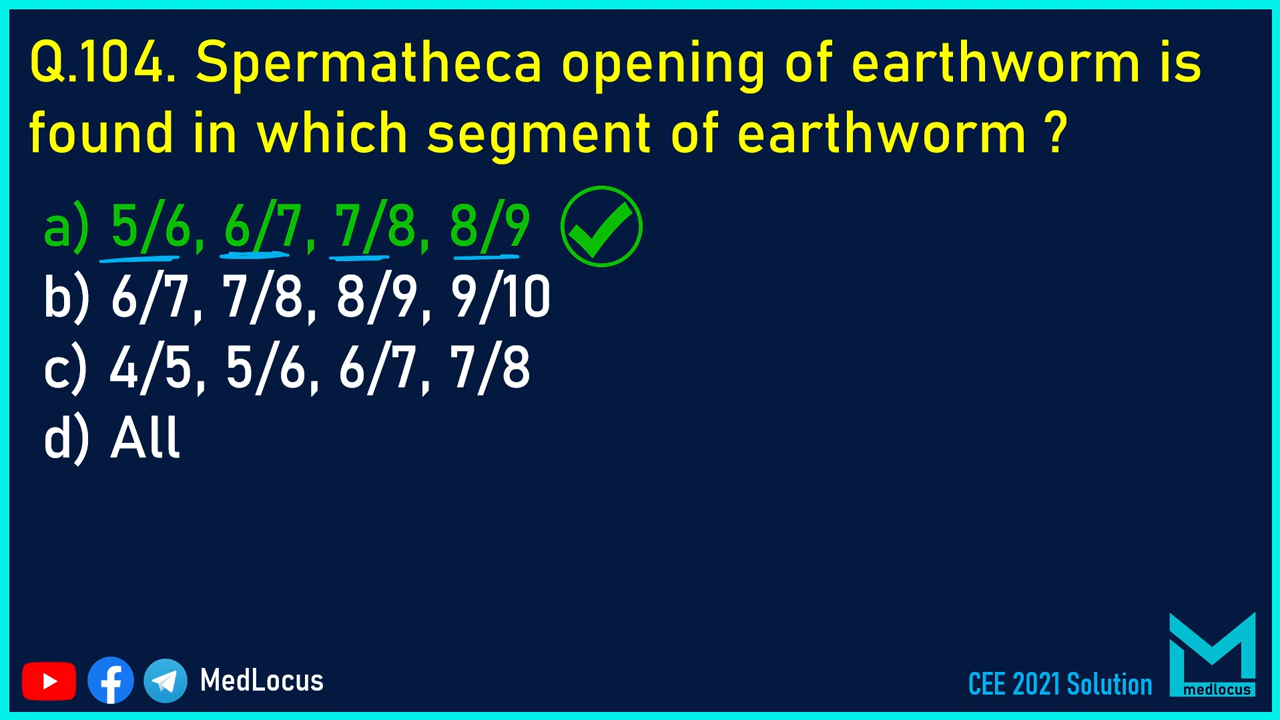 Q.104. Spermatheca opening of earthworm is
found in which segment of earthworm ?
a) 5/6, 6/7, 7/8, 8/9
b) 6/7, 7/8, 8/9, 9/10
c) 4/5, 5/6, 6/7, 7/8
d) All
MedLocus
CEE 2021 Solution
medlocus